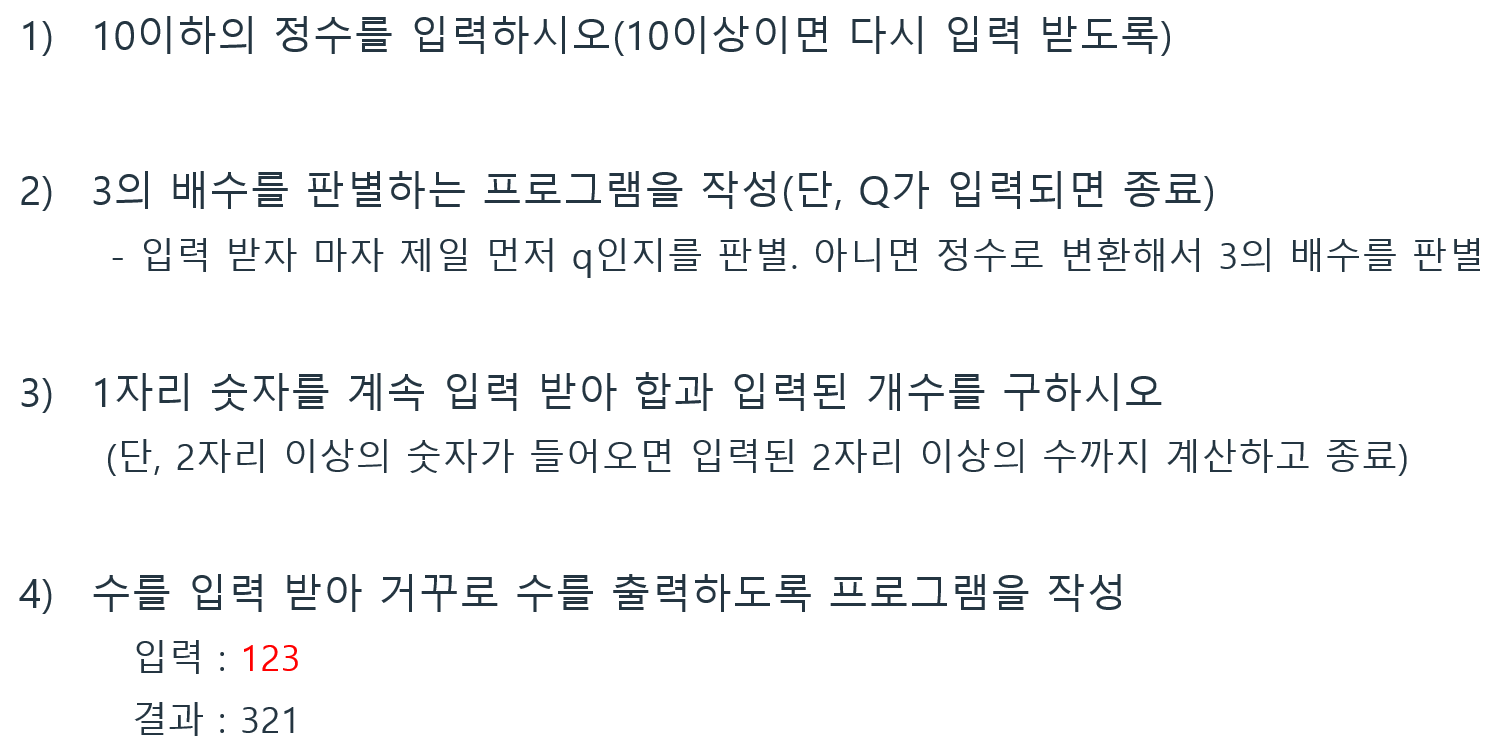 1) 10이하의 정수를 입력하시오(10이상이면 다시 입력 받도록)
2) 3의 배수를 판별하는 프로그램을 작성(단, Q가 입력되면 종료)
- 입력 받자 마자 제일 먼저 q인지를 판별. 아니면 정수로 변환해서 3의 배수를 판별
3) 1자리 숫자를 계속 입력 받아 합과 입력된 개수를 구하시오
(단, 2자리 이상의 숫자가 들어오면 입력된 2자리 이상의 수까지 계산하고 종료)
4) 수를 입력 받아 거꾸로 수를 출력하도록 프로그램을 작성
입력 : 123
결과 : 321